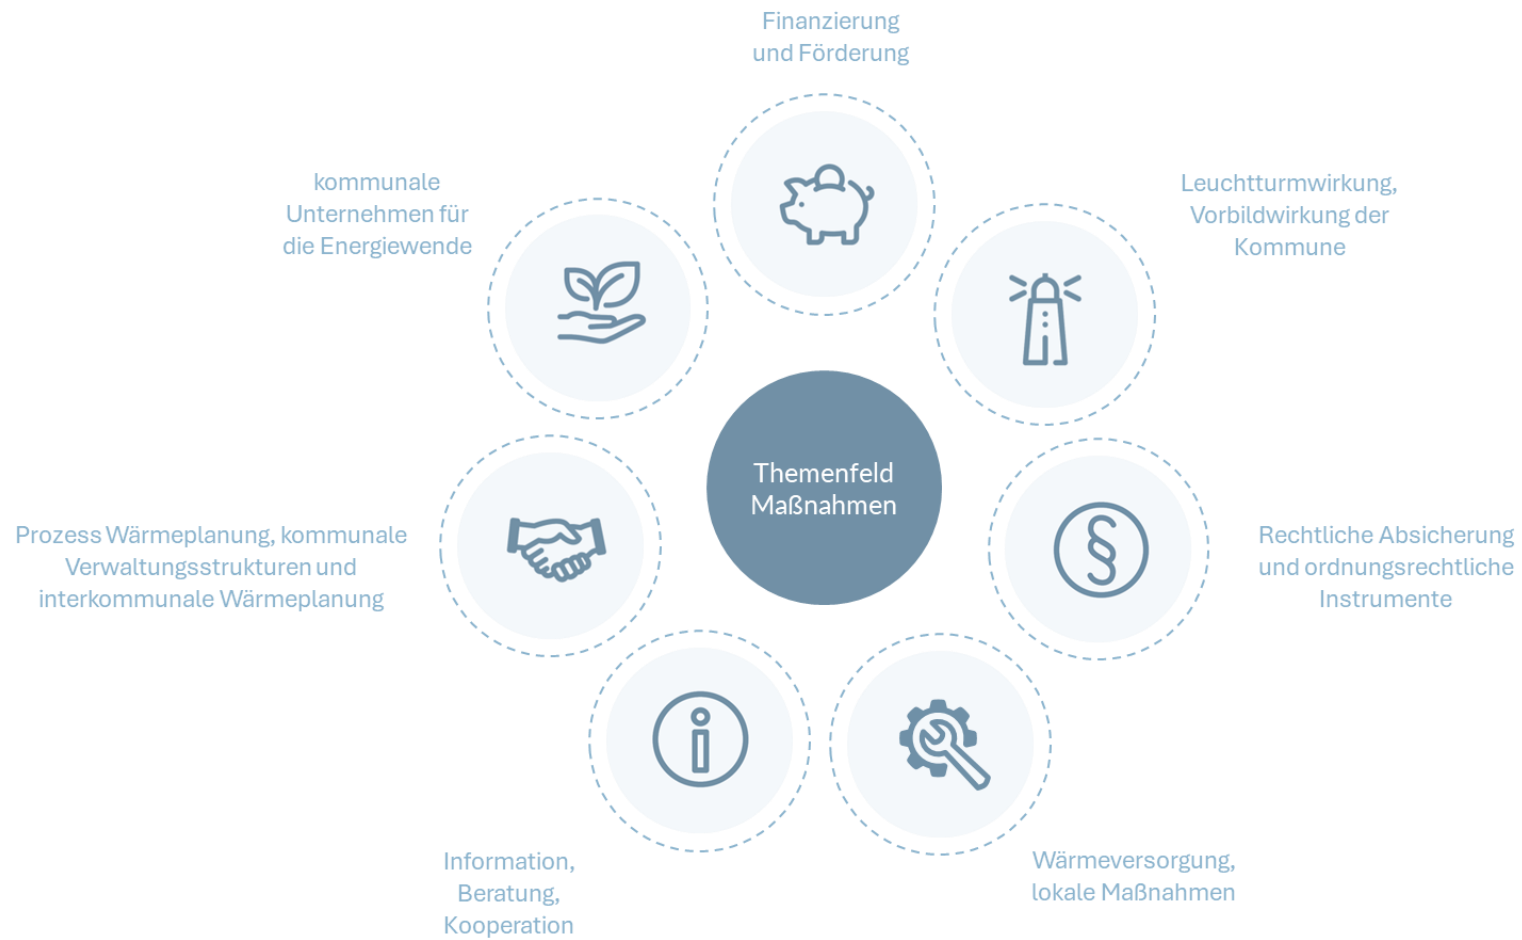 Finanzierung
und Förderung
kommunale
Unternehmen für
die Energiewende
Leuchtturmwirkung,
Vorbildwirkung der
Kommune
Themenfeld
Maßnahmen
Prozess Wärmeplanung, kommunale
Verwaltungsstrukturen und
interkommunale Wärmeplanung
§
Rechtliche Absicherung
und ordnungsrechtliche
Instrumente
i
Information,
Beratung,
Kooperation
Wärmeversorgung,
lokale Maßnahmen